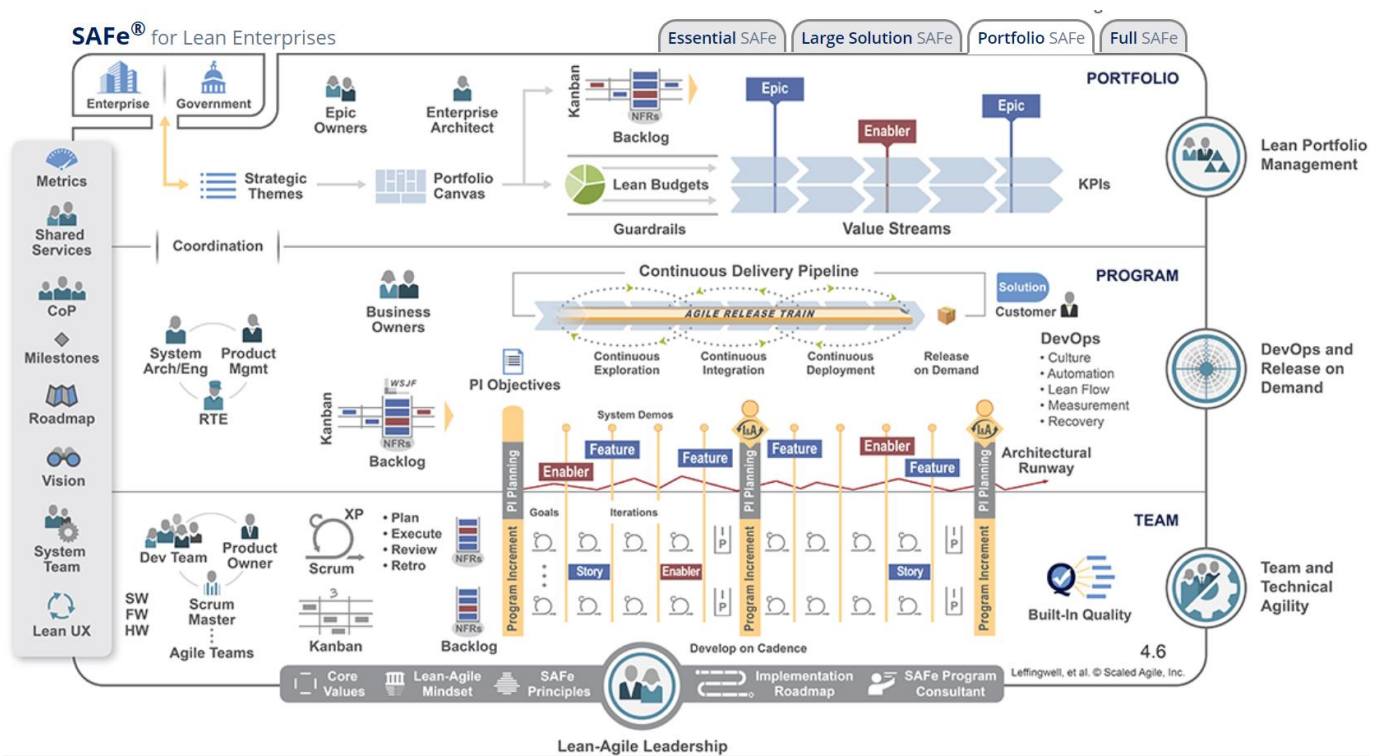 SAFe® for Lean Enterprises
Essential SAFe
Large Solution SAFe
Portfolio SAFe
Full SAFe
Enterprise
Government
Epic
Owners
Enterprise
Architect
Kanban
NFRs
Backlog
Epic
Enabler
Epic
PORTFOLIO
Strategic
Themes
Portfolio
Canvas
Lean Budgets
Guardrails
KPIs
Value Streams
Lean Portfolio
Management
Metrics
Shared
Services
CoP
Milestones
Roadmap
Vision
System
Team
Lean UX
Coordination
Business
Owners
Continuous Delivery Pipeline
AGILE RELEASE TRAIN
Continuous
Exploration
Continuous
Integration
Continuous
Deployment
Release
on Demand
Solution
Customer
PROGRAM
DevOps
• Culture
• Automation
• Lean Flow
• Measurement
• Recovery
DevOps and
Release on
Demand
System
Arch/Eng
Product
Mgmt
RTE
PI Objectives
WSJF
Kanban
NFRs
Backlog
System Demos
PI Planning
Enabler
Feature
Feature
I&A
PI Planning
Feature
Enabler
Feature
I&A
PI Planning
Architectural
Runway
TEAM
Dev Team
Product
Owner
Scrum
Master
Agile Teams
SW
FW
HW
XP
Scrum
• Plan
• Execute
• Review
• Retro
3
Kanban
NFRs
NFRs
Backlog
Program Increment
Goals
Iterations
Story
Enabler
IP
IP
Program Increment
Story
IP
IP
Program Increment
Develop on Cadence
Built-In Quality
Team and
Technical
Agility
4.6
Leffingwell, et al. © Scaled Agile, Inc.
Core
Values
Lean-Agile
Mindset
SAFe
Principles
Implementation
Roadmap
SAFe Program
Consultant
Lean-Agile Leadership